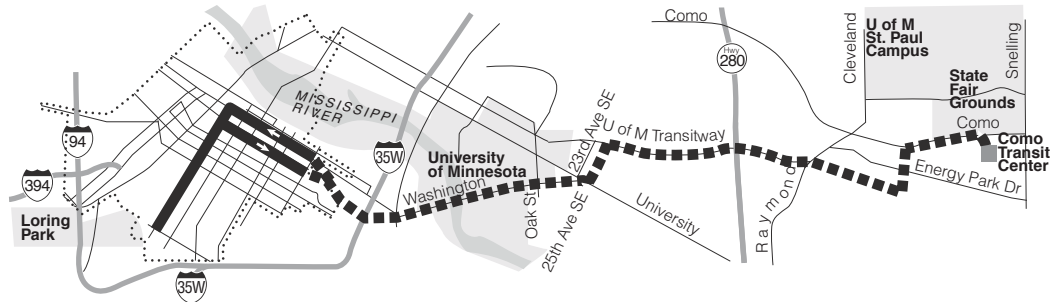 Como
Hwy
280
Cleveland
U of M
St. Paul
Campus
Snelling
State
Fair
Grounds
Como
Como
Transit
Center
Energy Park Dr
MISSISSIPPI
RIVER
94
394
Loring
Park
35W
35W
University
of Minnesota
Washington
Oak St
23rd Ave SE
25th Ave SE
U of M Transitway
University
Raymond